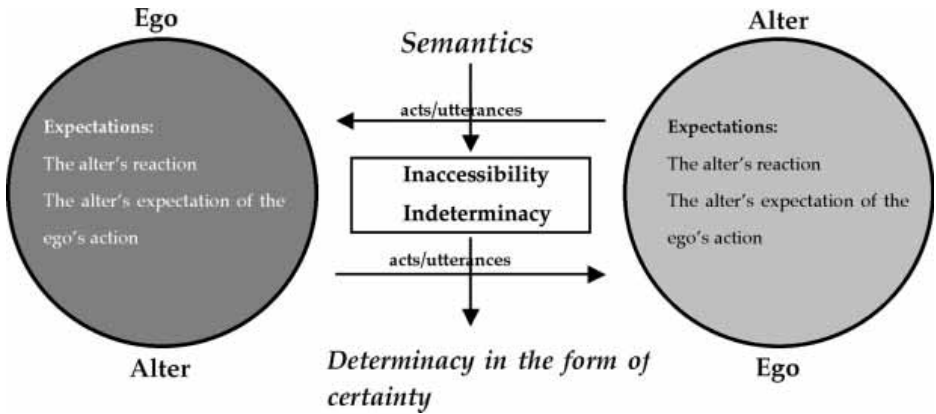 Ego
Alter
Semantics
acts/utterances
Expectations:
The alter's reaction
The alter's expectation of the
ego's action
Inaccessibility
Indeterminacy
Expectations:
The alter's reaction
The alter's expectation of the
ego's action
acts/utterances
Alter
Determinacy in the form of
certainty
Ego